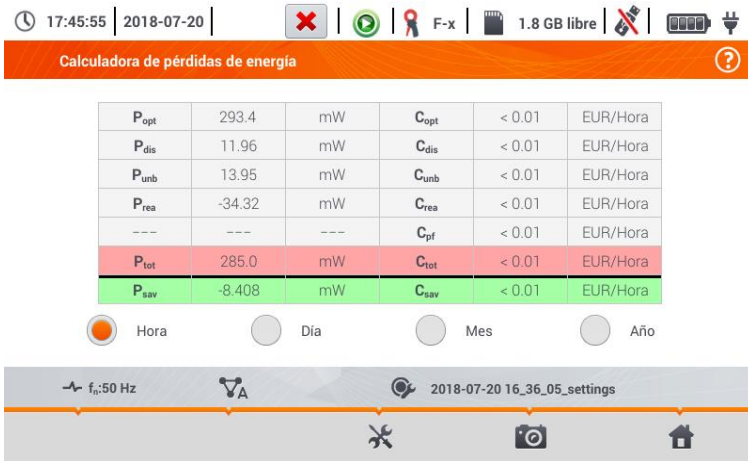 17:45:55 2018-07-20 F-x 1.8 GB libre
Calculadora de pérdidas de energía ?
Popt 293.4 mW Copt < 0.01 EUR/Hora
Pdis 11.96 mW Cdis < 0.01 EUR/Hora
Punb 13.95 mW Cunb < 0.01 EUR/Hora
Prea -34.32 mW Crea < 0.01 EUR/Hora
--- --- --- Cpf < 0.01 EUR/Hora
Ptot 285.0 mW Ctot < 0.01 EUR/Hora
Psav -8.408 mW Csav < 0.01 EUR/Hora
Hora Día Mes Año
fn:50 Hz A 2018-07-20 16_36_05_settings